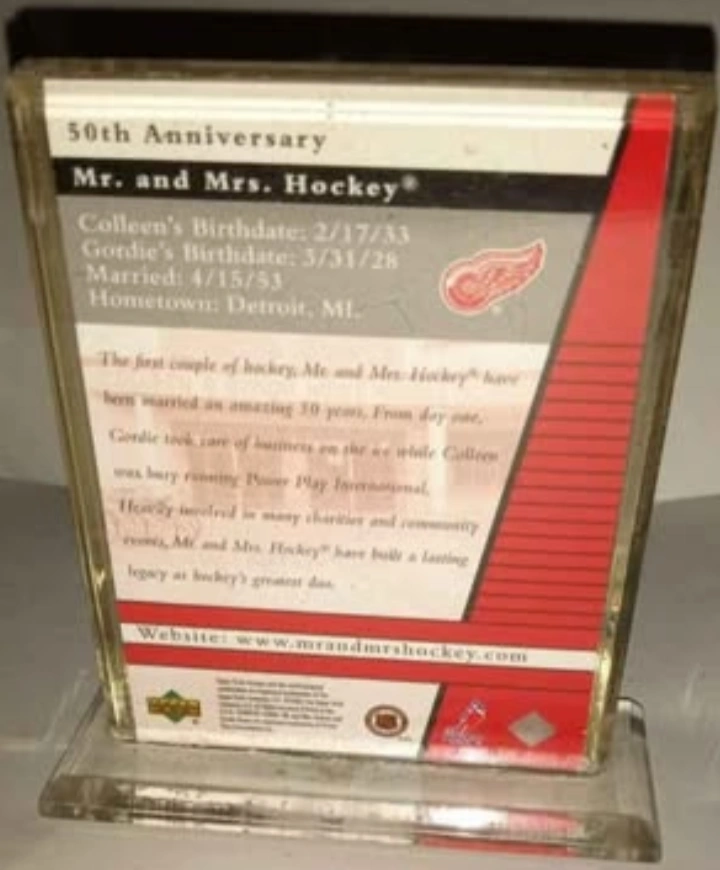 50th Anniversary
Mr. and Mrs. Hockey®
Colleen's Birthdate: 2/17/33
Gordie's Birthdate: 3/31/28
Married: 4/15/53
Hometown: Detroit, MI.
The first couple of hockey, Mr. and Mrs. Hockey® have
been married an amazing 50 years. From day one,
Gordie took care of business on the ice while Colleen
was busy running Power Play International.
Heavily involved in many charities and community
events, Mr. and Mrs. Hockey® have built a lasting
legacy as hockey's greatest duo.
Website: www.mrandmrshockey.com